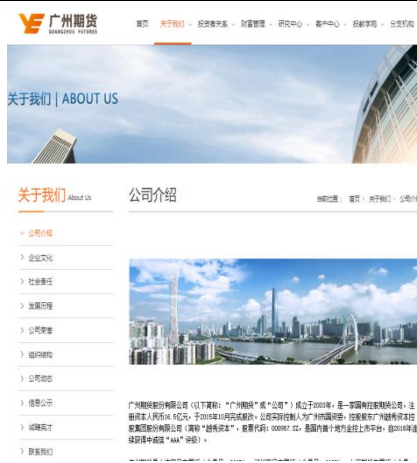 广州期货
GUANGZHOU FUTURES
首页 关于我们 投资者关系 财富管理 研究中心 客户中心 投教学苑 分支机构
关于我们 | ABOUT US
关于我们 About Us
公司介绍
当前位置: 首页 > 关于我们 > 公司介绍
公司介绍
企业文化
社会责任
发展历程
公司荣誉
组织结构
公司动态
信息公示
诚聘英才
联系我们
广州期货股份有限公司(以下简称:“广州期货”或“公司”)成立于2003年,是一家国有控股期货公司,注
册资本人民币16.5亿元,于2015年10月完成股改。公司实际控制人为广州市国资委,控股股东广州越秀资本控
股集团股份有限公司(简称“越秀资本”,股票代码:000987.SZ,是国内首个地方金控上市平台,自2016年连
续获得中诚信“AAA”评级)。